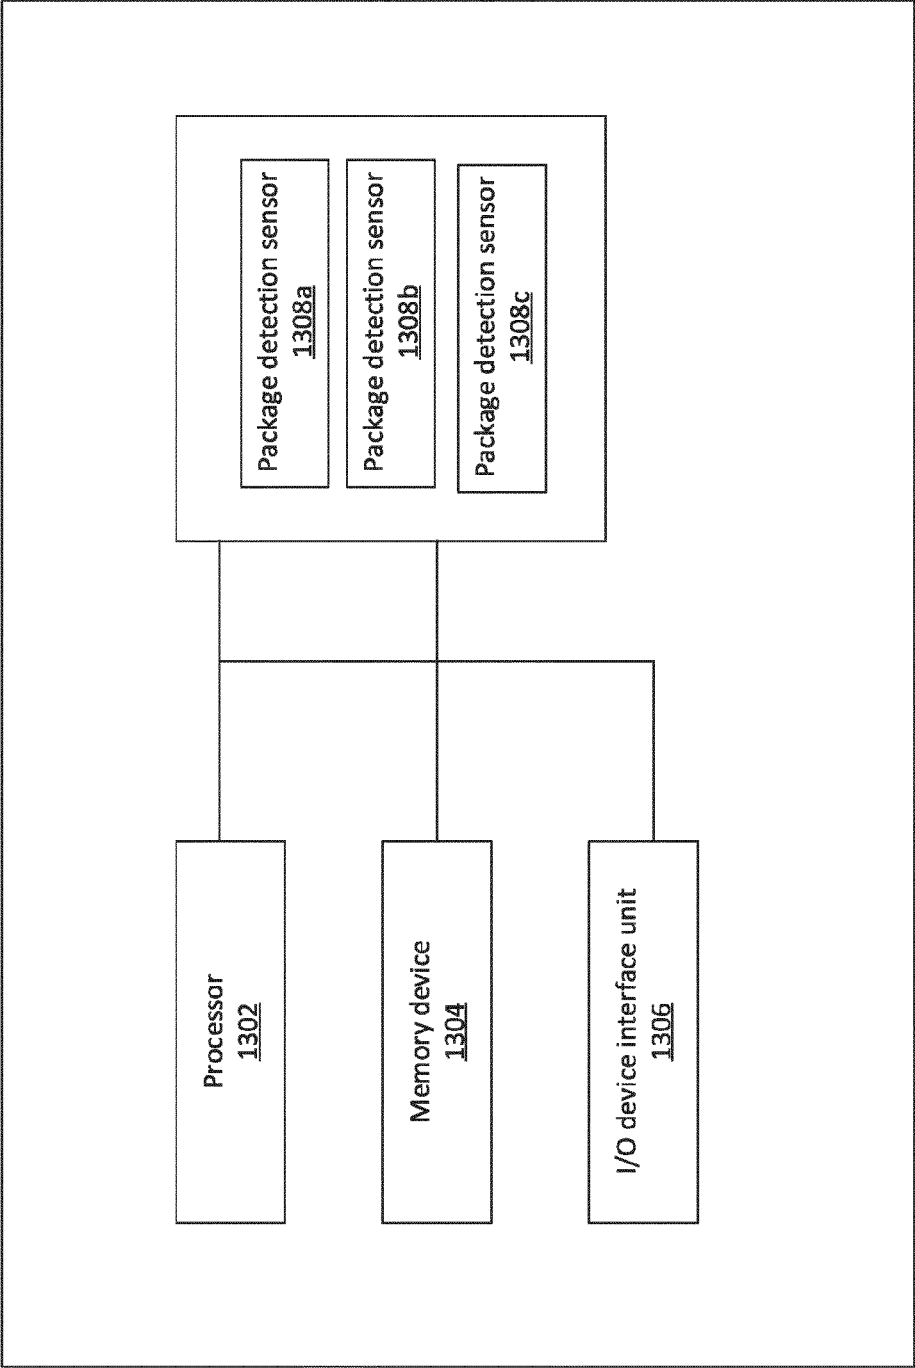 Processor
1302
Memory device
1304
I/O device interface unit
1306
Package detection sensor
1308a
Package detection sensor
1308b
Package detection sensor
1308c